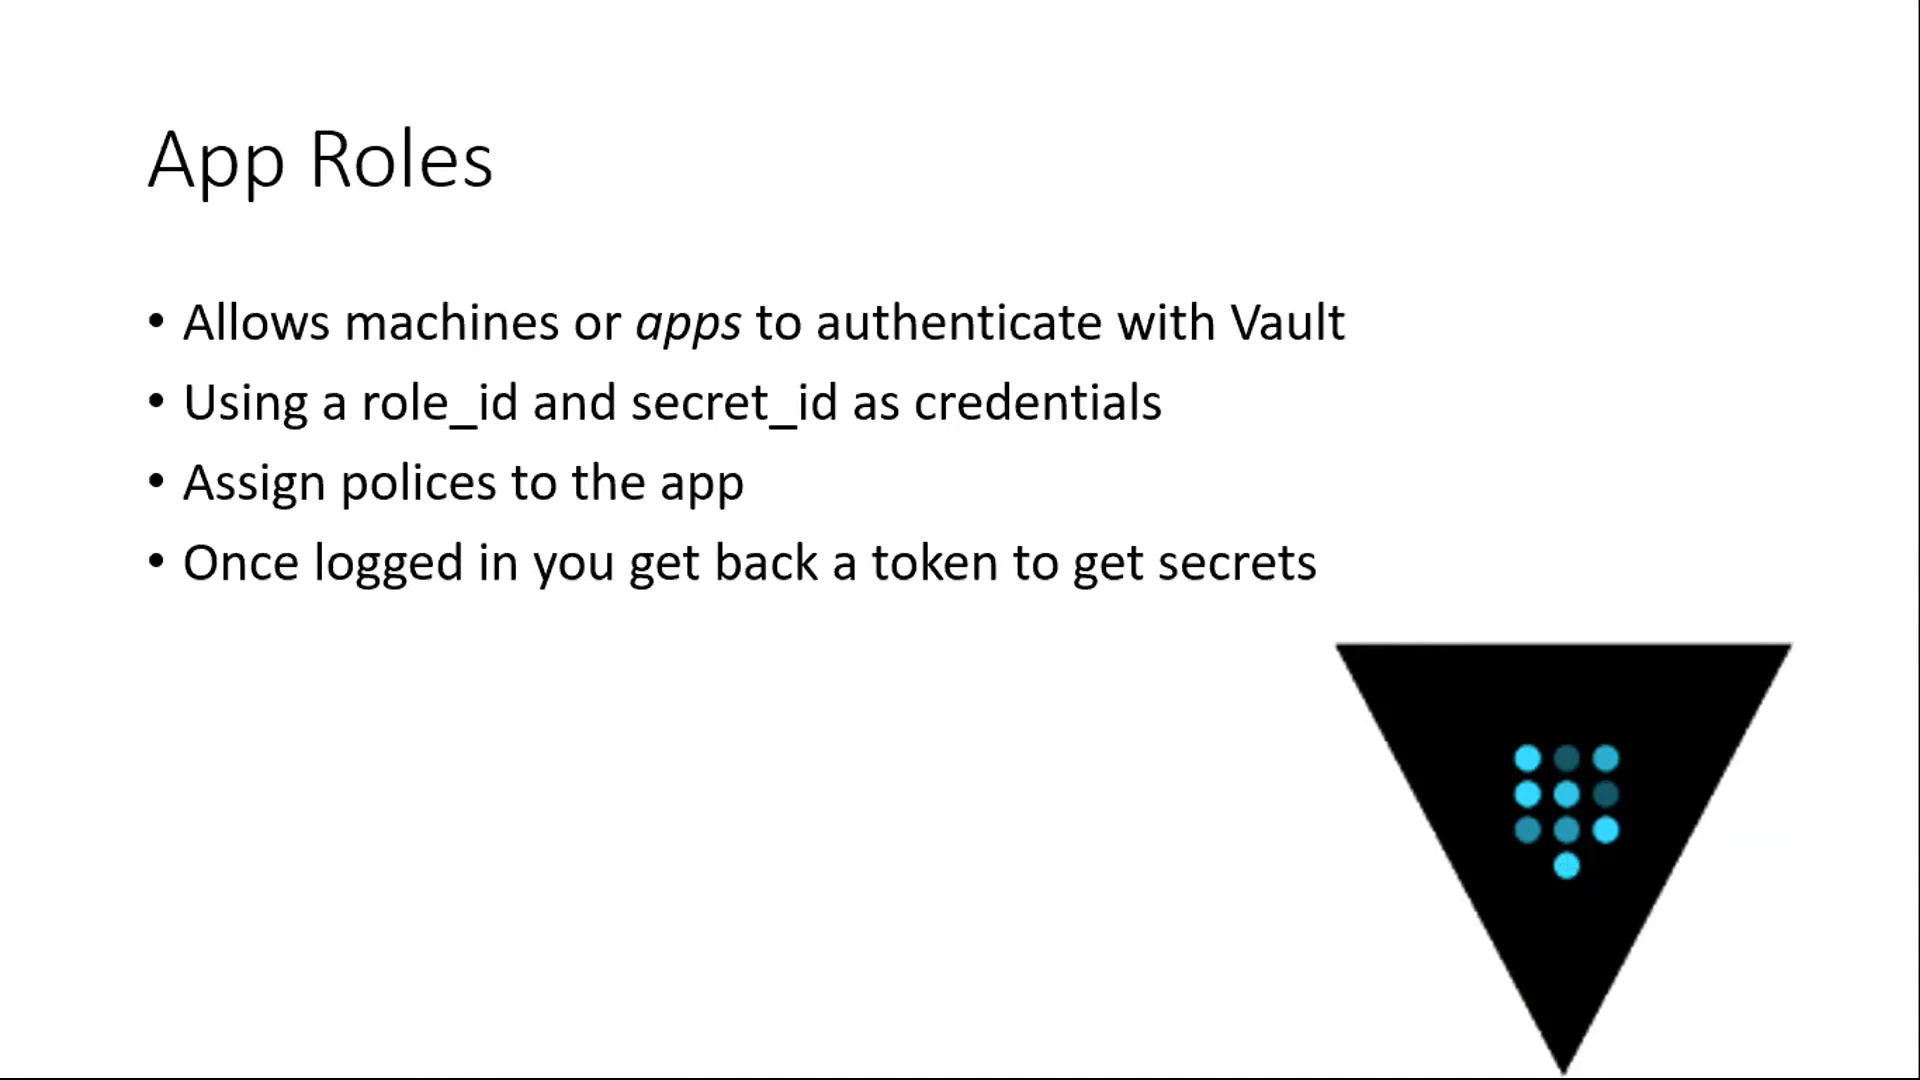 App Roles
• Allows machines or apps to authenticate with Vault
• Using a role_id and secret_id as credentials
• Assign polices to the app
• Once logged in you get back a token to get secrets